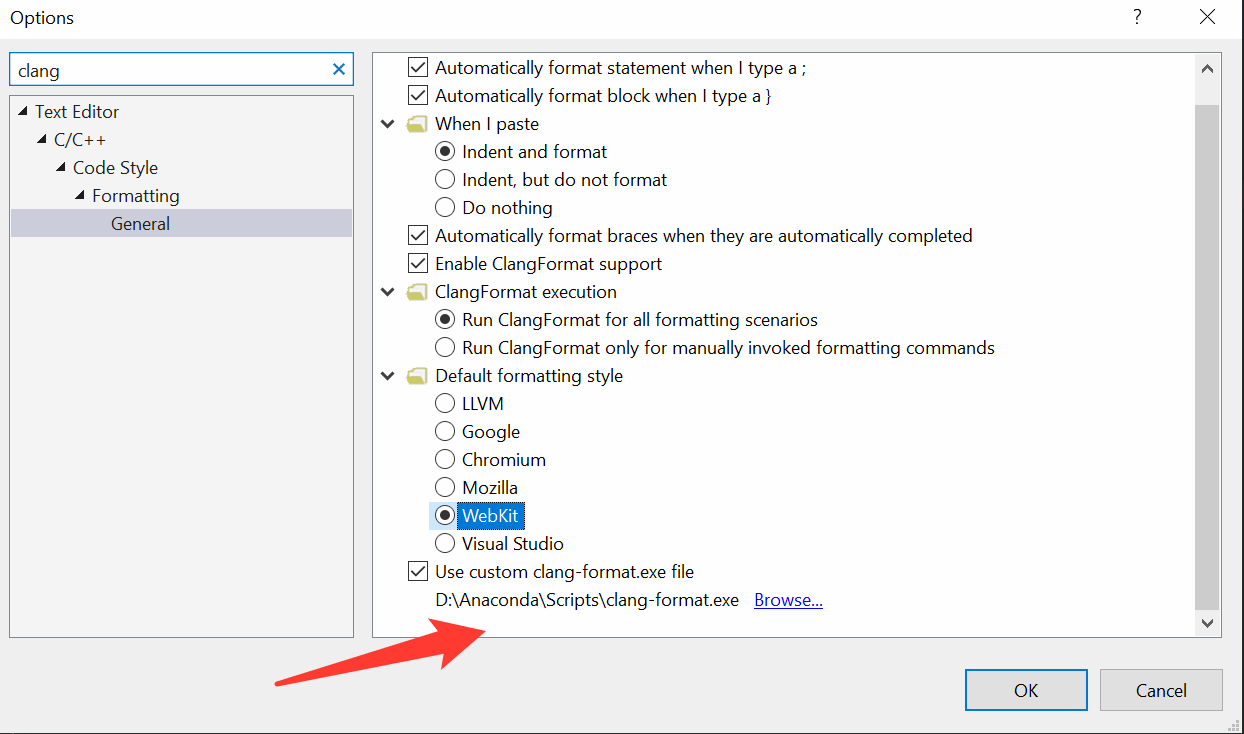 Options
?
clang
Text Editor
C/C++
Code Style
Formatting
General
Automatically format statement when I type a ;
Automatically format block when I type a }
When I paste
Indent and format
Indent, but do not format
Do nothing
Automatically format braces when they are automatically completed
Enable ClangFormat support
ClangFormat execution
Run ClangFormat for all formatting scenarios
Run ClangFormat only for manually invoked formatting commands
Default formatting style
LLVM
Google
Chromium
Mozilla
WebKit
Visual Studio
Use custom clang-format.exe file
D:\Anaconda\Scripts\clang-format.exe Browse...
OK Cancel